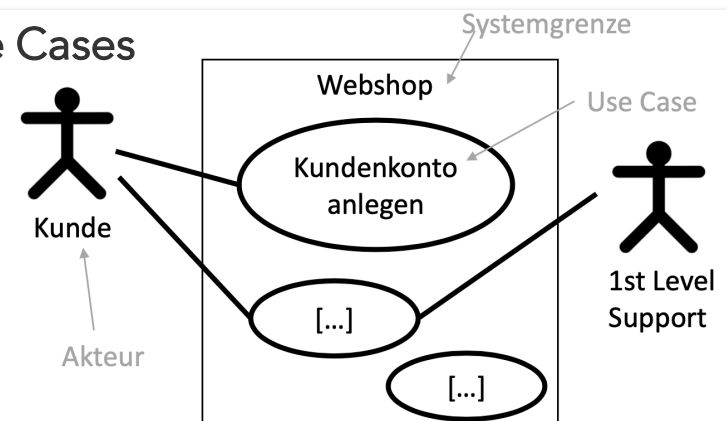 e Cases
Systemgrenze
Webshop
Use Case
Kundenkonto
anlegen
Kunde
1st Level
Support
[...]
Akteur
[...]